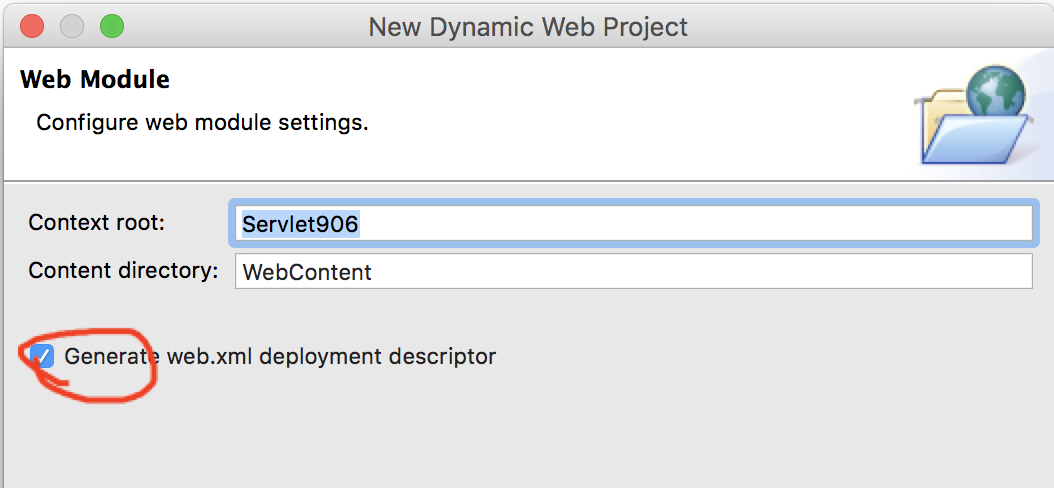 New Dynamic Web Project
Web Module
Configure web module settings.
Context root: Servlet906
Content directory: WebContent
Generate web.xml deployment descriptor